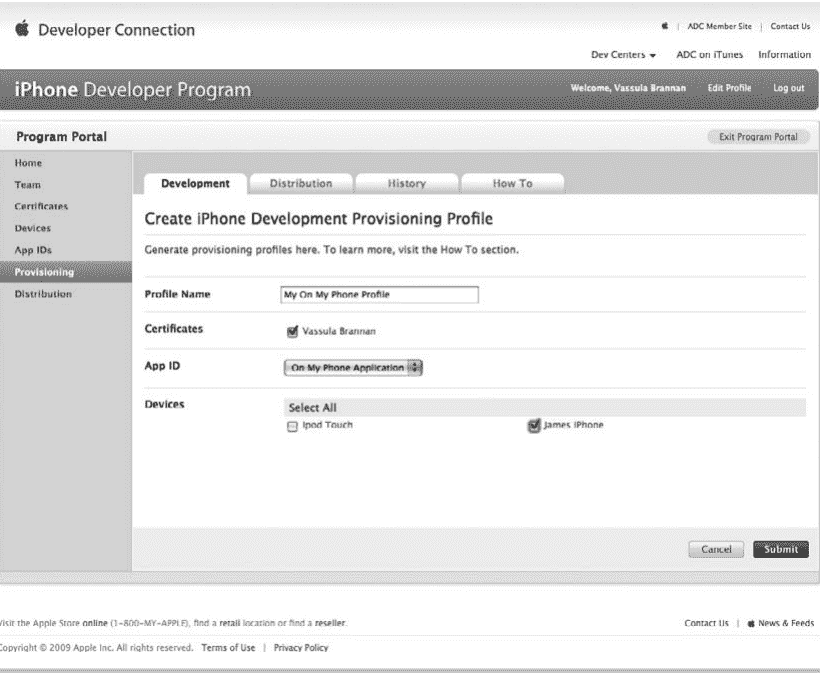 Developer Connection
| ADC Member Site | Contact Us
Dev Centers ADC on iTunes Information
iPhone Developer Program
Welcome, Vassula Brannan Edit Profile Log out
Program Portal
Exit Program Portal
Home
Team
Certificates
Devices
App IDs
Provisioning
Distribution
Development Distribution History How To
Create iPhone Development Provisioning Profile
Generate provisioning profiles here. To learn more, visit the How To section.
Profile Name My On My Phone Profile
Certificates Vassula Brannan
App ID On My Phone Application
Devices Select All
Ipod Touch James iPhone
Cancel Submit
Visit the Apple Store online (1-800-MY-APPLE), find a retail location or find a reseller.
Contact Us | News & Feeds
Copyright © 2009 Apple Inc. All rights reserved. Terms of Use | Privacy Policy